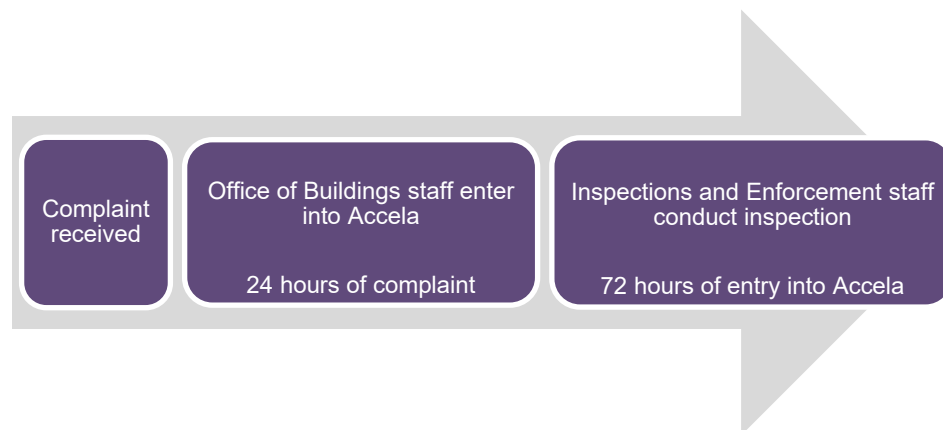 Complaint
received
Office of Buildings staff enter
into Accela
24 hours of complaint
Inspections and Enforcement staff
conduct inspection
72 hours of entry into Accela